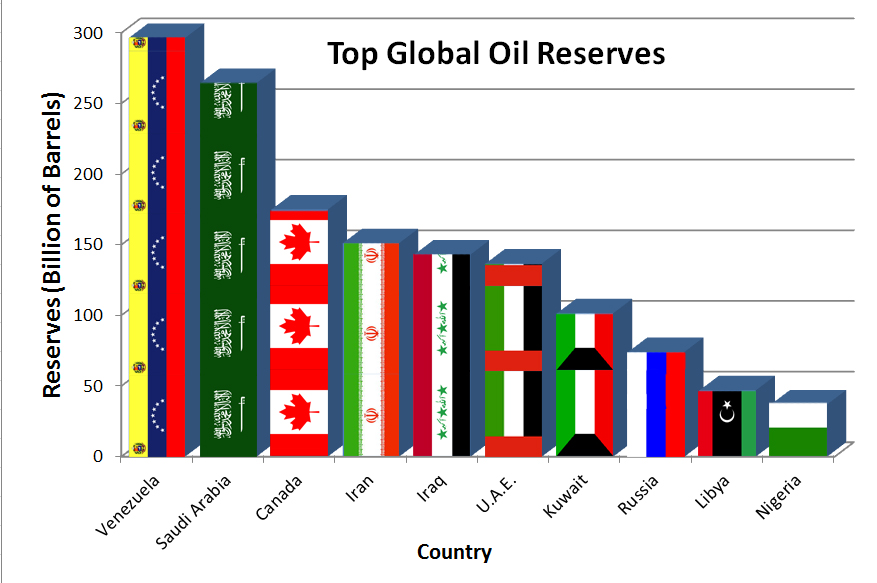 Top Global Oil Reserves
Reserves (Billion of Barrels)
300
250
200
150
100
50
0
Venezuela
Saudi Arabia
Canada
Iran
Iraq
U.A.E.
Kuwait
Russia
Libya
Nigeria
Country